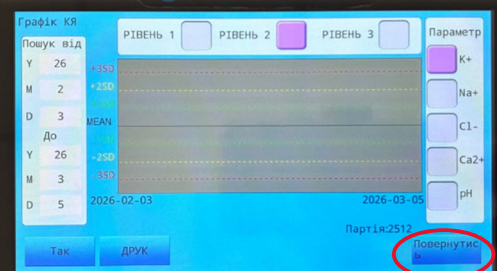 Графік КЯ
РІВЕНЬ 1 РІВЕНЬ 2 РІВЕНЬ 3
Параметр
Пошук від
Y 26
M 2
D 3
До
Y 26
M 3
D 5
+3SD
+2SD
MEAN
-2SD
-3SD
2026-02-03
2026-03-05
K+
Na+
Cl-
Ca2+
pH
Партія:2512
Так
ДРУК
Повернутис
ь